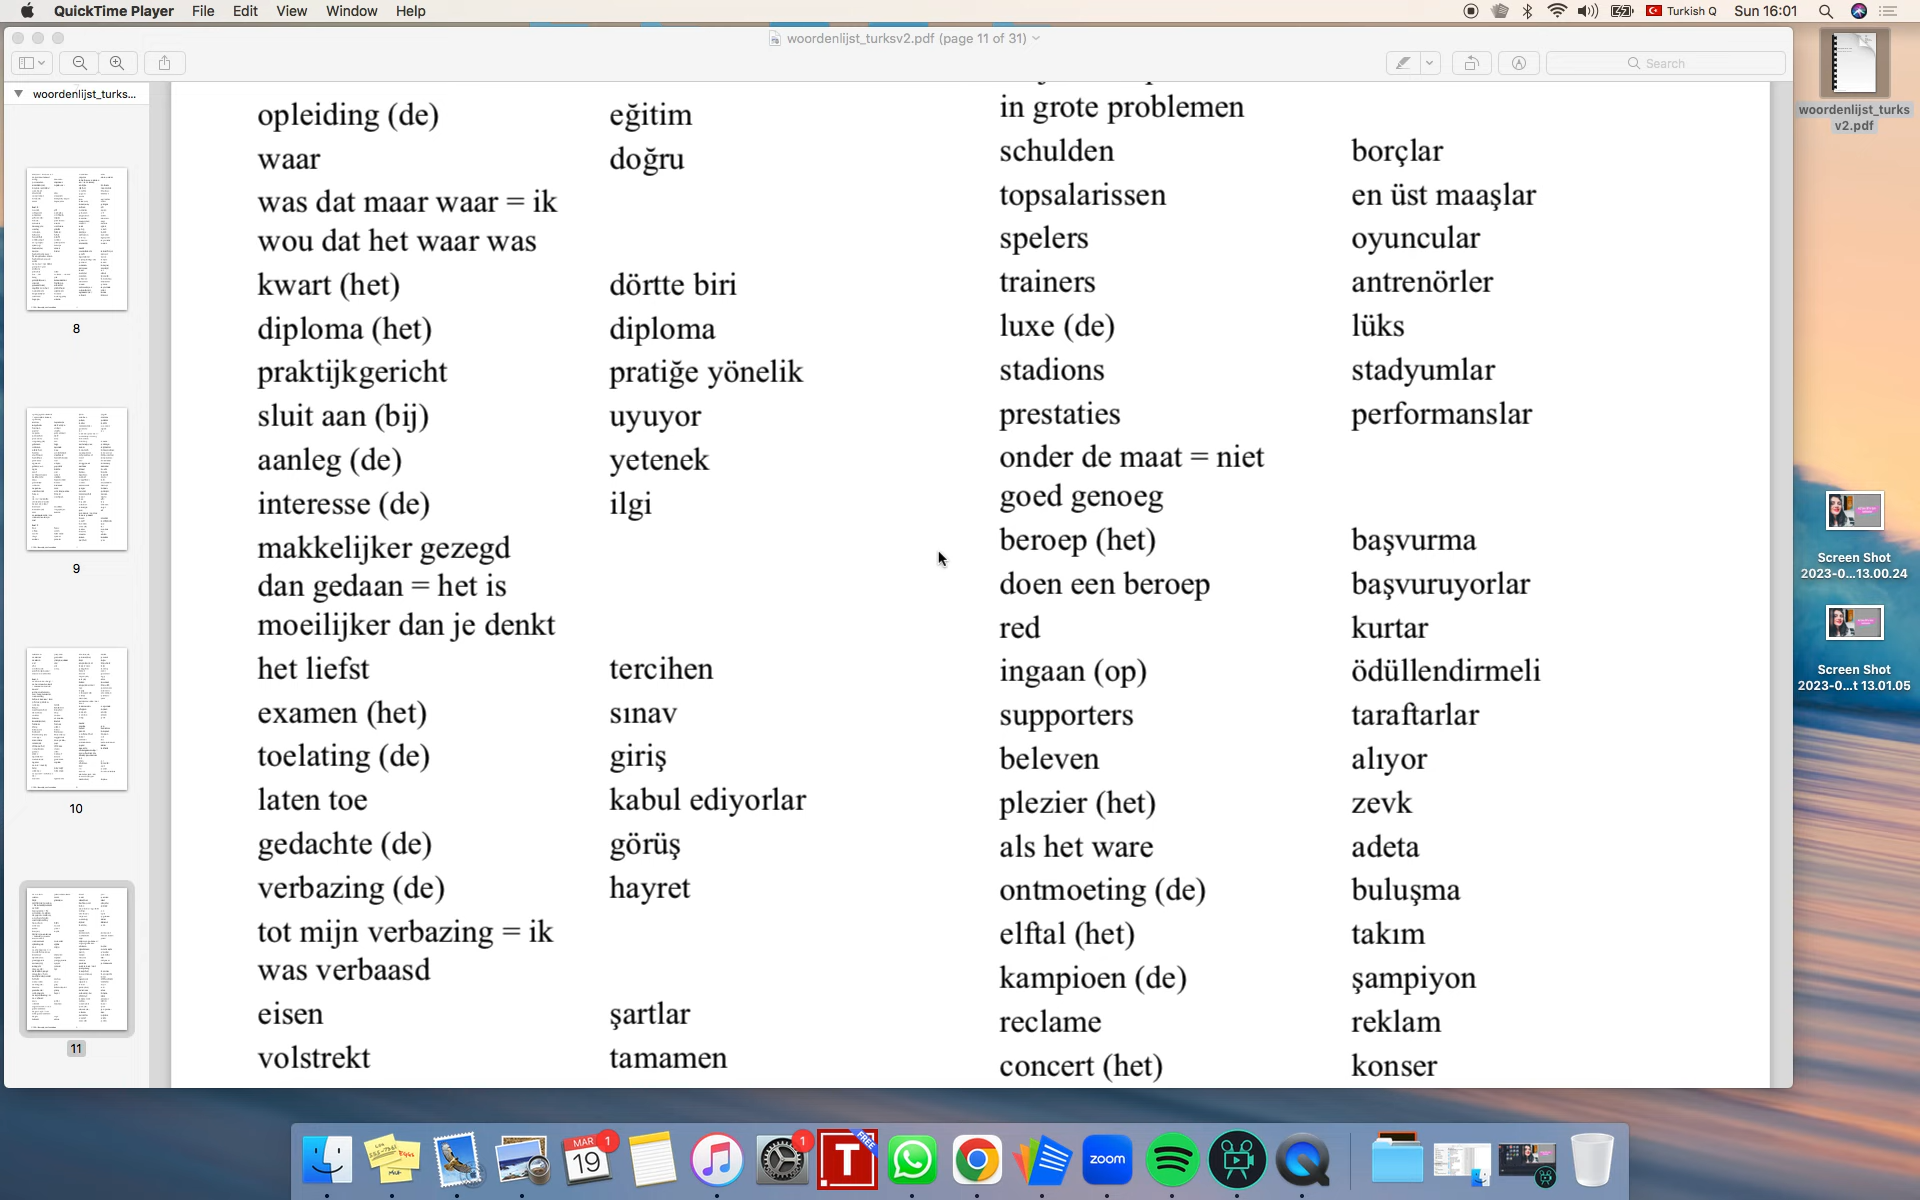 QuickTime Player File Edit View Window Help
Turkish Q Sun 16:01
woordenlijst_turksv2.pdf (page 11 of 31)
Search
woordenlijst_turks...
8
9
10
11
opleiding (de) eğitim
waar doğru
was dat maar waar = ik
wou dat het waar was
kwart (het) dörtte biri
diploma (het) diploma
praktijkgericht pratiğe yönelik
sluit aan (bij) uyuyor
aanleg (de) yetenek
interesse (de) ilgi
makkelijker gezegd
dan gedaan = het is
moeilijker dan je denkt
het liefst tercihen
examen (het) sınav
toelating (de) giriş
laten toe kabul ediyorlar
gedachte (de) görüş
verbazing (de) hayret
tot mijn verbazing = ik
was verbaasd
eisen şartlar
volstrekt tamamen
in grote problemen
schulden borçlar
topsalarissen en üst maaşlar
spelers oyuncular
trainers antrenörler
luxe (de) lüks
stadions stadyumlar
prestaties performanslar
onder de maat = niet
goed genoeg
beroep (het) başvurma
doen een beroep başvuruyorlar
red kurtar
ingaan (op) ödüllendirmeli
supporters taraftarlar
beleven alıyor
plezier (het) zevk
als het ware adeta
ontmoeting (de) buluşma
elftal (het) takım
kampioen (de) şampiyon
reclame reklam
concert (het) konser
woordenlijst_turks
v2.pdf
Screen Shot
2023-0...13.00.24
Screen Shot
2023-0...t 13.01.05
MAR
19
1
1
T
FREE
zoom